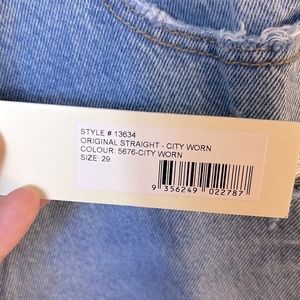 STYLE # 13634
ORIGINAL STRAIGHT - CITY WORN
COLOUR: 5676-CITY WORN
SIZE: 29
9 356249 022787